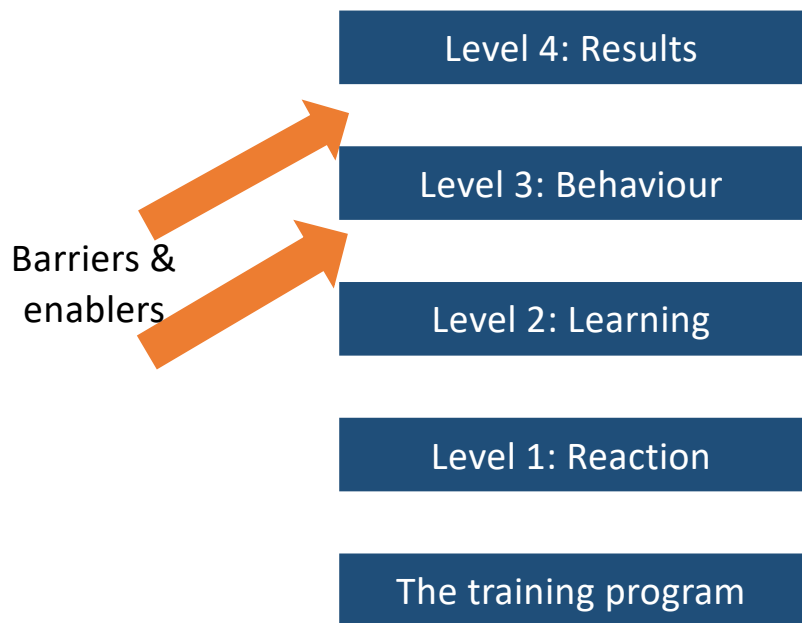 Level 4: Results
Level 3: Behaviour
Barriers &
enablers
Level 2: Learning
Level 1: Reaction
The training program